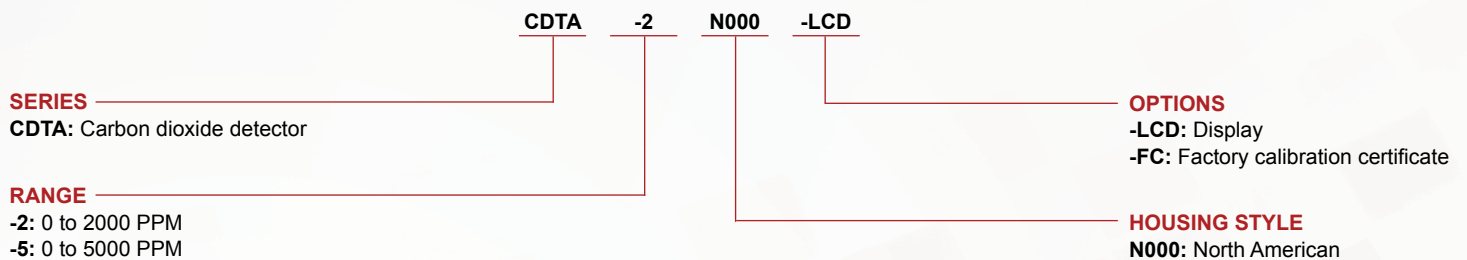 CDTA -2 N000 -LCD
SERIES
CDTA: Carbon dioxide detector
RANGE
-2: 0 to 2000 PPM
-5: 0 to 5000 PPM
OPTIONS
-LCD: Display
-FC: Factory calibration certificate
HOUSING STYLE
N000: North American